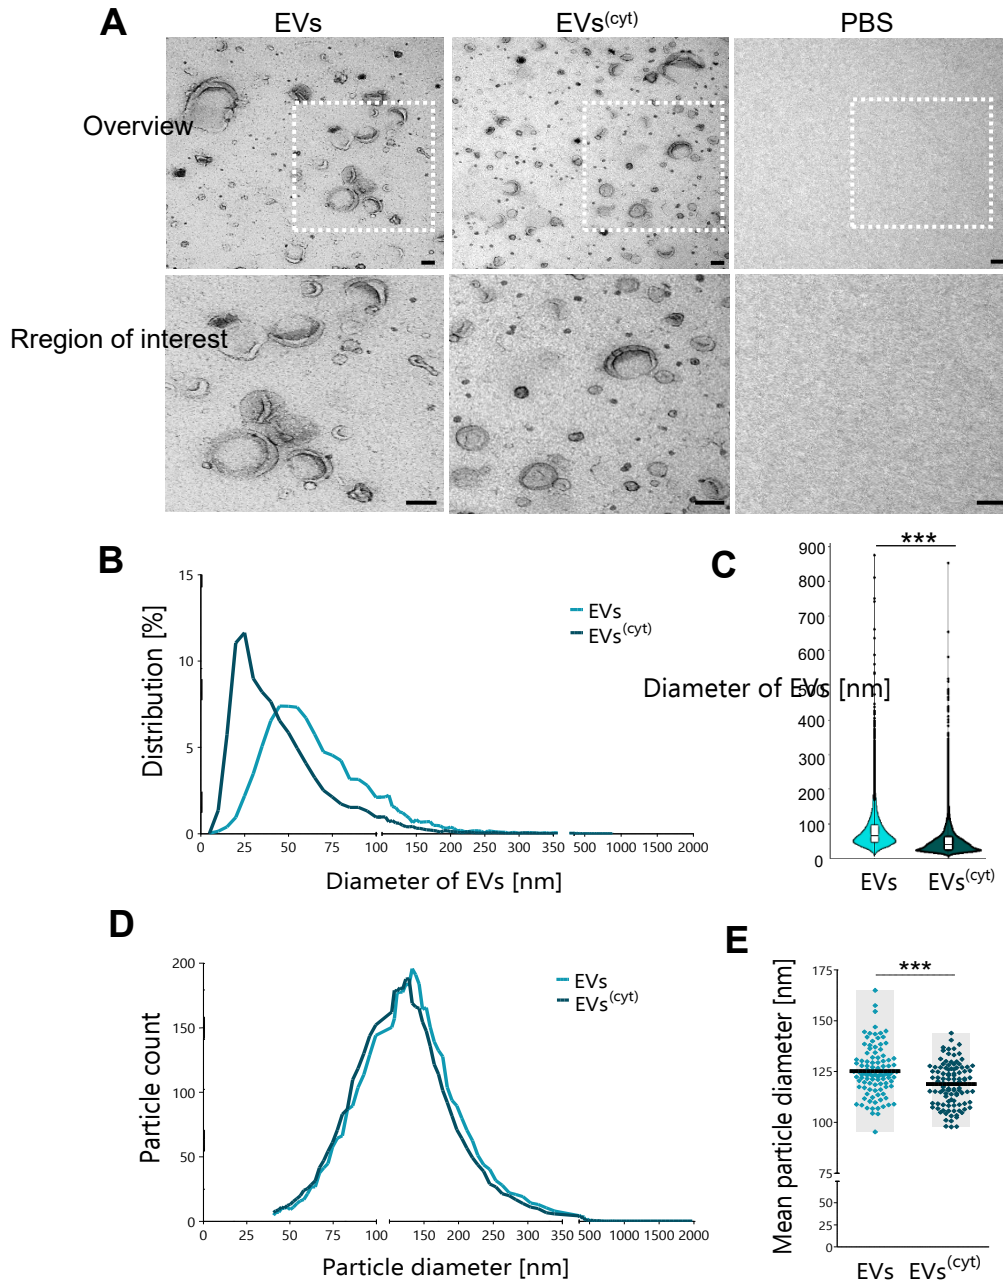 A
EVs
EVs(cyt)
PBS
Overview
Rregion of interest
B
15
10
5
0
Distribution [%]
EVs
EVs(cyt)
0 25 50 75 100 100 150 200 250 300 350 500 1000 1500 2000
Diameter of EVs [nm]
C
***
900
800
700
600
500
400
300
200
100
0
Diameter of EVs [nm]
EVs
EVs(cyt)
D
200
150
100
50
0
Particle count
EVs
EVs(cyt)
0 25 50 75 100 100 150 200 250 300 350 500 1000 1500 2000
Particle diameter [nm]
E
***
175
150
125
100
75
50
25
0
Mean particle diameter [nm]
EVs
EVs(cyt)